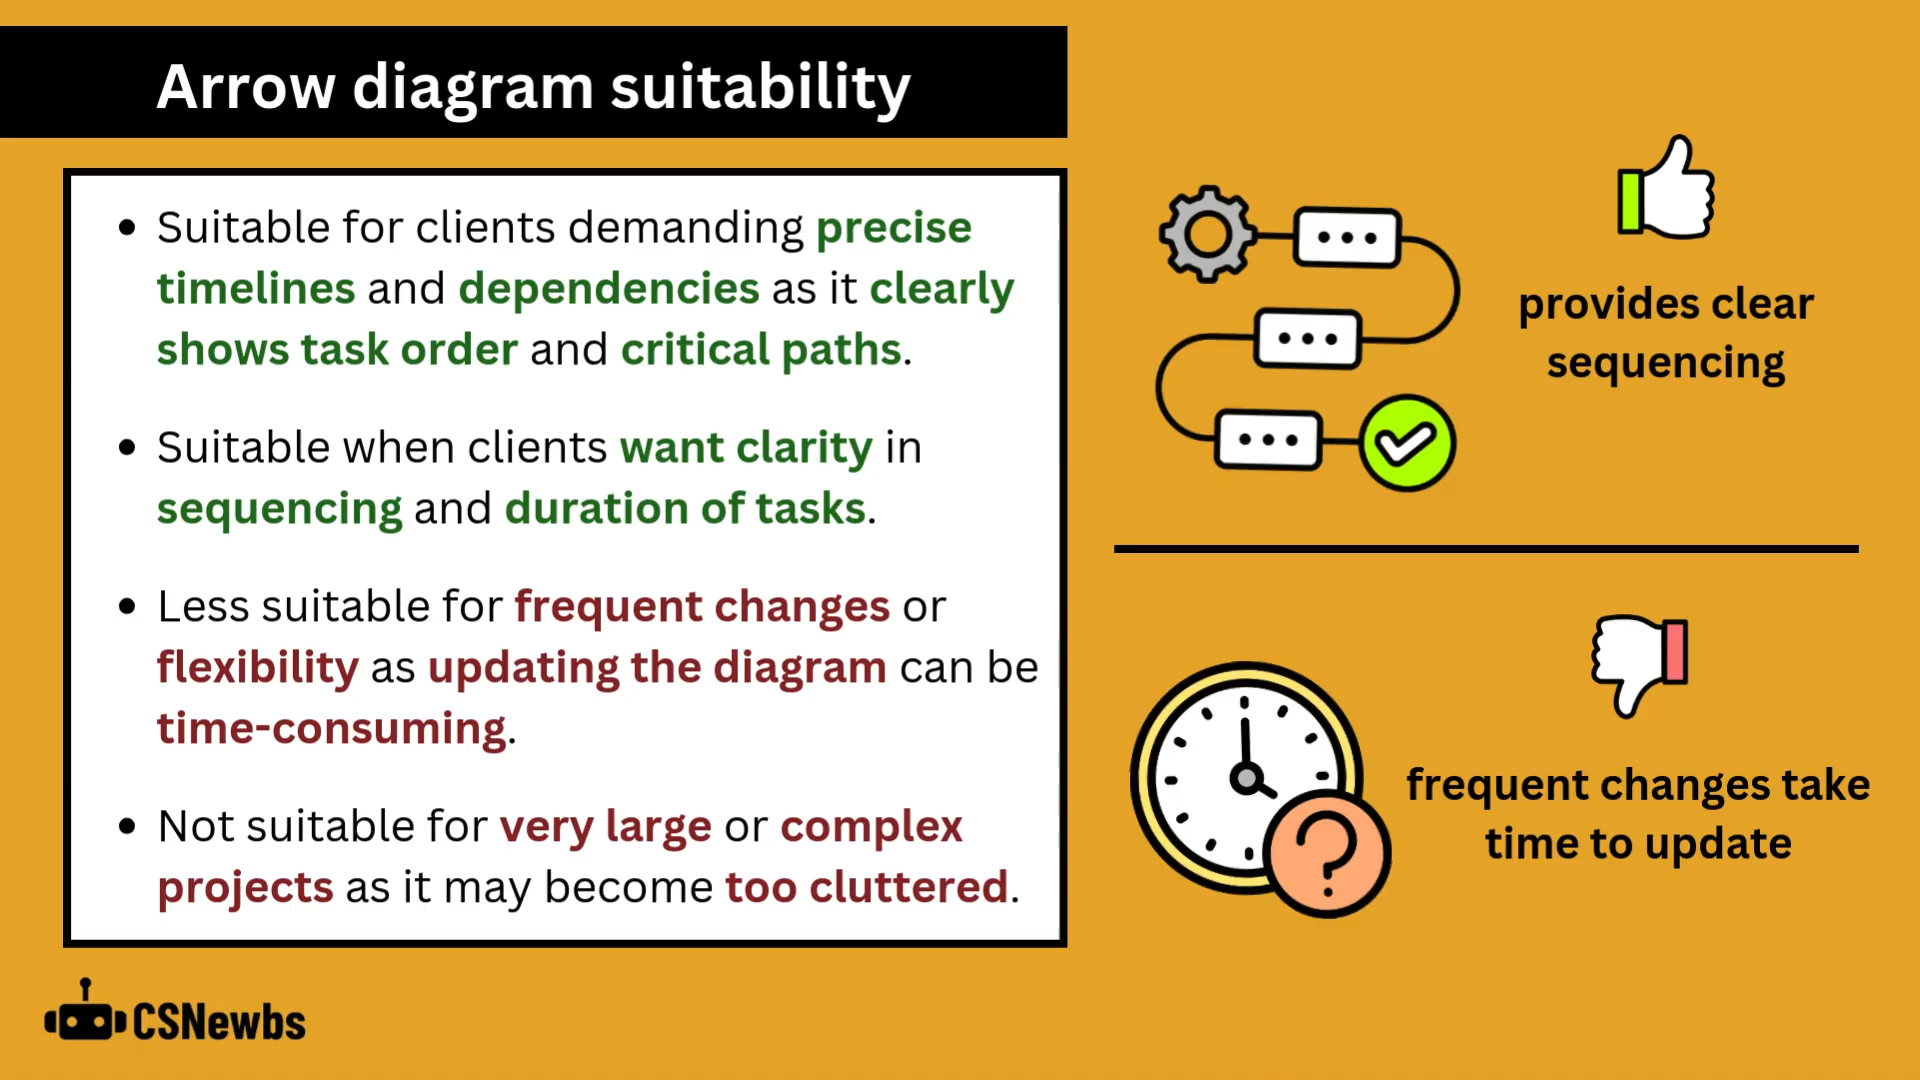 Arrow diagram suitability
• Suitable for clients demanding precise
timelines and dependencies as it clearly
shows task order and critical paths.
• Suitable when clients want clarity in
sequencing and duration of tasks.
• Less suitable for frequent changes or
flexibility as updating the diagram can be
time-consuming.
• Not suitable for very large or complex
projects as it may become too cluttered.
provides clear
sequencing
frequent changes take
time to update
CSNewbs